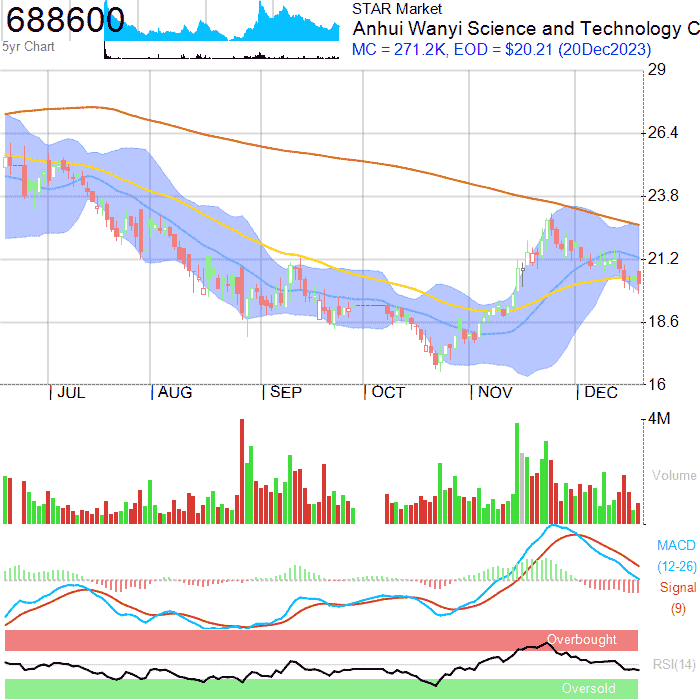 688600
5yr Chart
STAR Market
Anhui Wanyi Science and Technology C
MC = 271.2K, EOD = $20.21 (20Dec2023)
29
26.4
23.8
21.2
18.6
16
JUL AUG SEP OCT NOV DEC
4M
Volume
MACD
(12-26)
Signal
(9)
Overbought
RSI(14)
Oversold